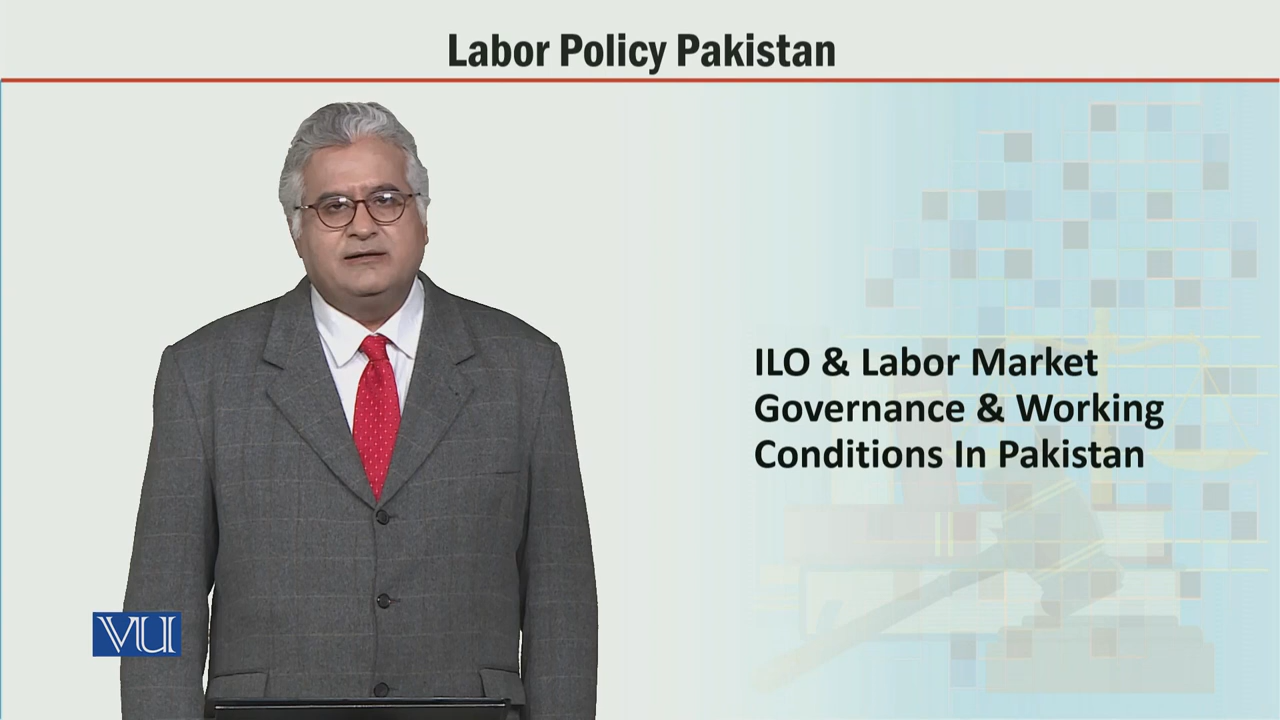 Labor Policy Pakistan
ILO & Labor Market
Governance & Working
Conditions In Pakistan
VU